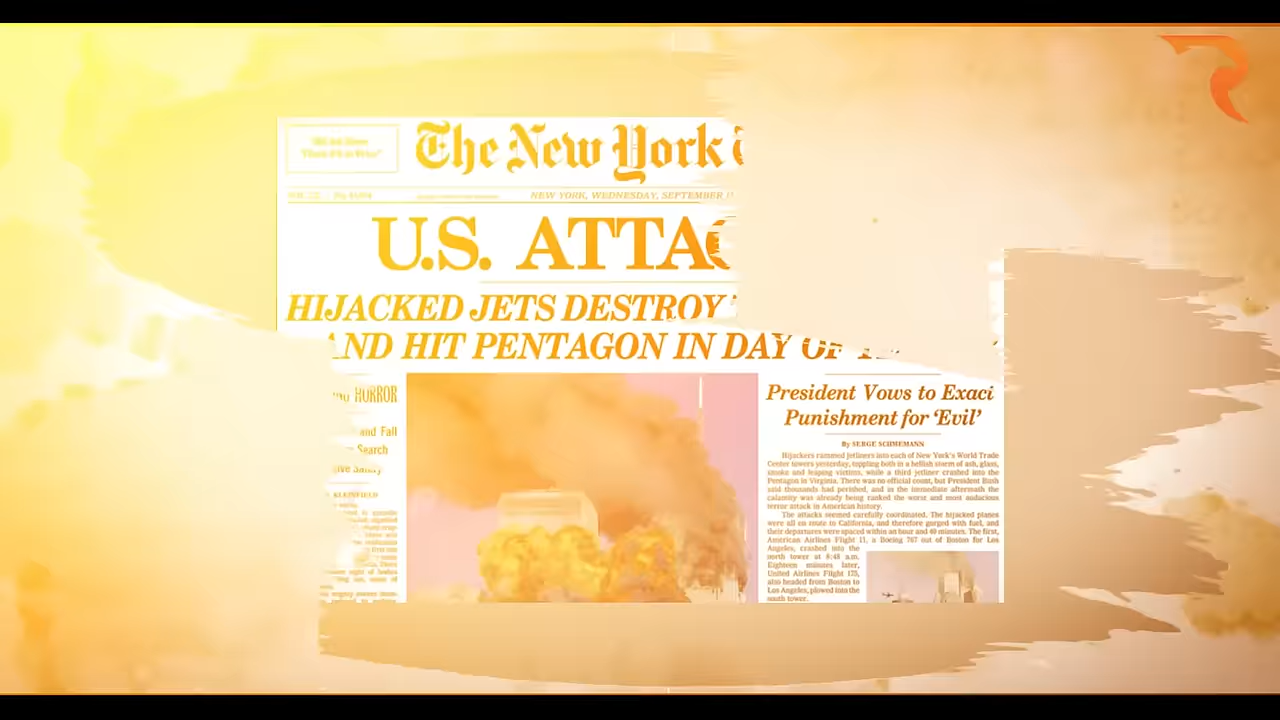 The New York
NEW YORK, WEDNESDAY, SEPTEMBER
U.S. ATTAC
HIJACKED JETS DESTROY
AND HIT PENTAGON IN DAY OF
HORROR
and Fall
Search
President Vows to Exact
Punishment for ‘Evil’
By SERGE SCHMEMANN
Hijackers rammed jetliners into each of New York's World Trade
Center towers yesterday, toppling both in a hellish storm of ash, glass,
smoke and leaping victims, while a third jetliner crashed into the
Pentagon in Virginia. There was no official count, but President Bush
said thousands had perished, and in the immediate aftermath the
calamity was already being ranked the worst and most audacious
terror attack in American history.
The attacks seemed carefully coordinated. The hijacked planes
were all en route to California, and therefore gorged with fuel, and
their departures were spaced within an hour and 40 minutes. The first,
American Airlines Flight 11, a Boeing 767 out of Boston for Los
Angeles, crashed into the
north tower at 8:48 a.m.
Eighteen minutes later,
United Airlines Flight 175,
also headed from Boston to
Los Angeles, plowed into the
south tower.